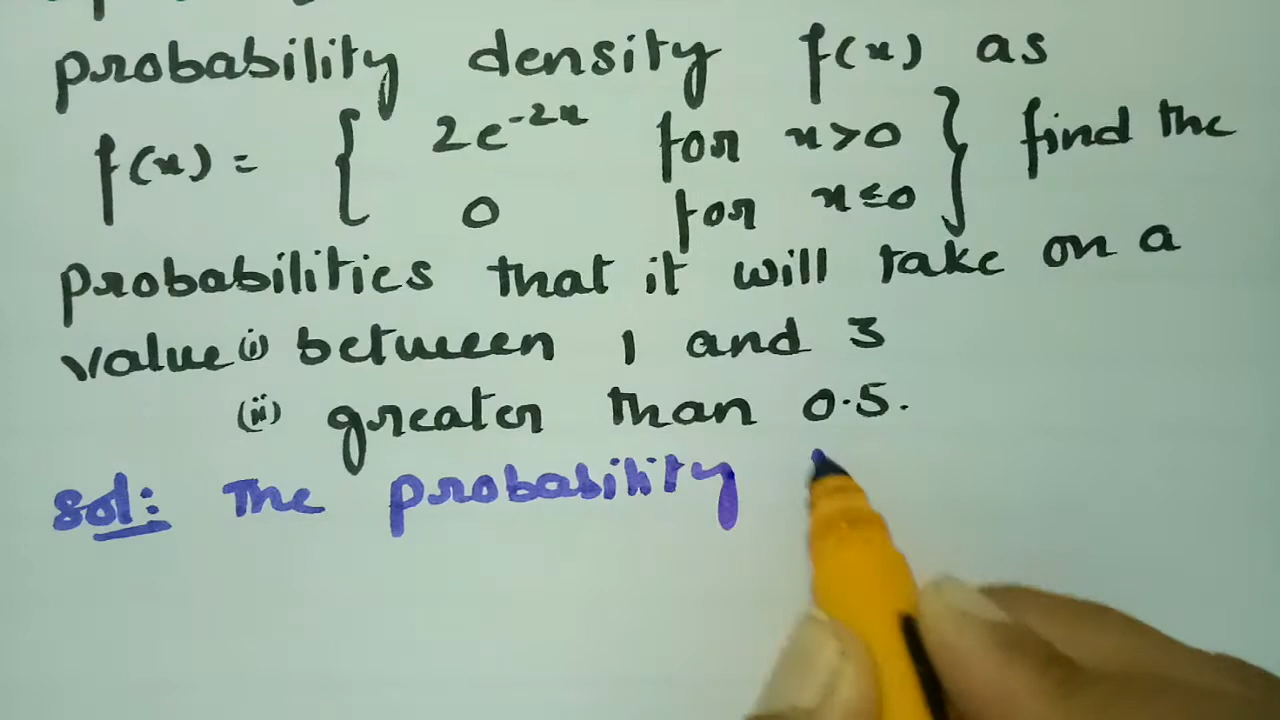 probability density f(x) as
f(x) = { 2e^-2x for x>0 } find the
0 for x≤0
probabilities that it will take on a
value (i) between 1 and 3
(ii) greater than 0.5.
Sol: The probability